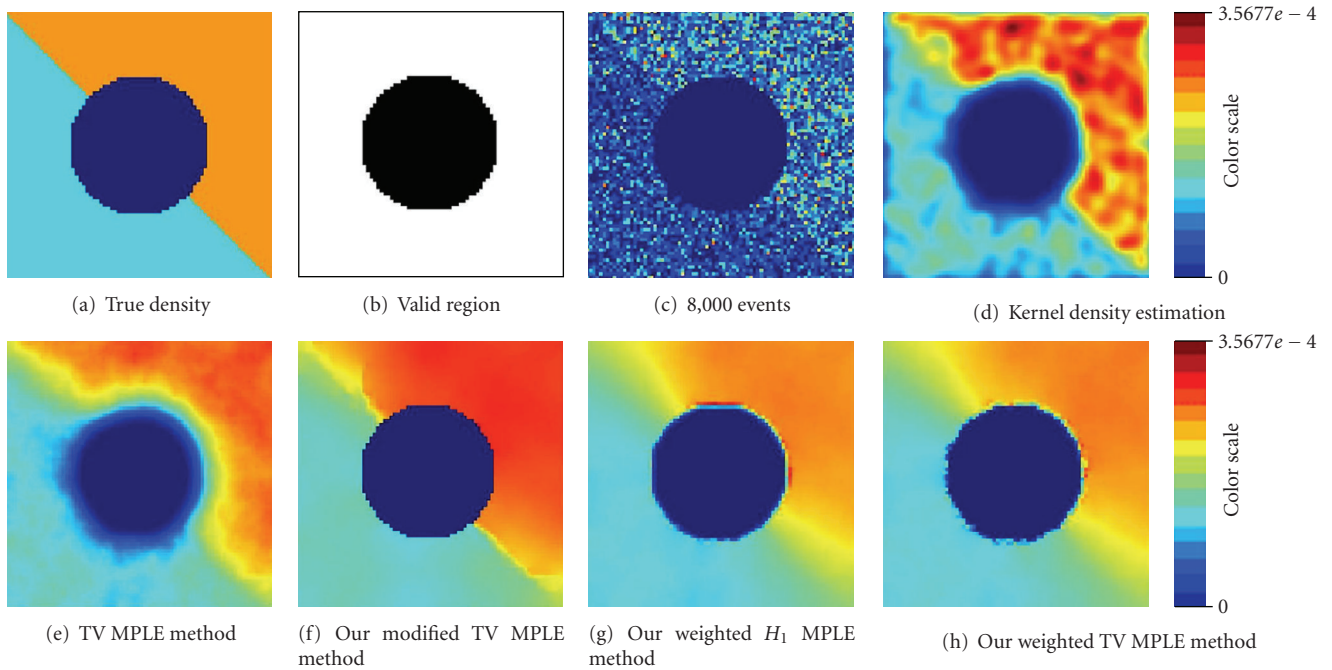 3.5677e − 4
Color scale
0
(a) True density
(b) Valid region
(c) 8,000 events
(d) Kernel density estimation
3.5677e − 4
Color scale
0
(e) TV MPLE method
(f) Our modified TV MPLE
method
(g) Our weighted H1 MPLE
method
(h) Our weighted TV MPLE method